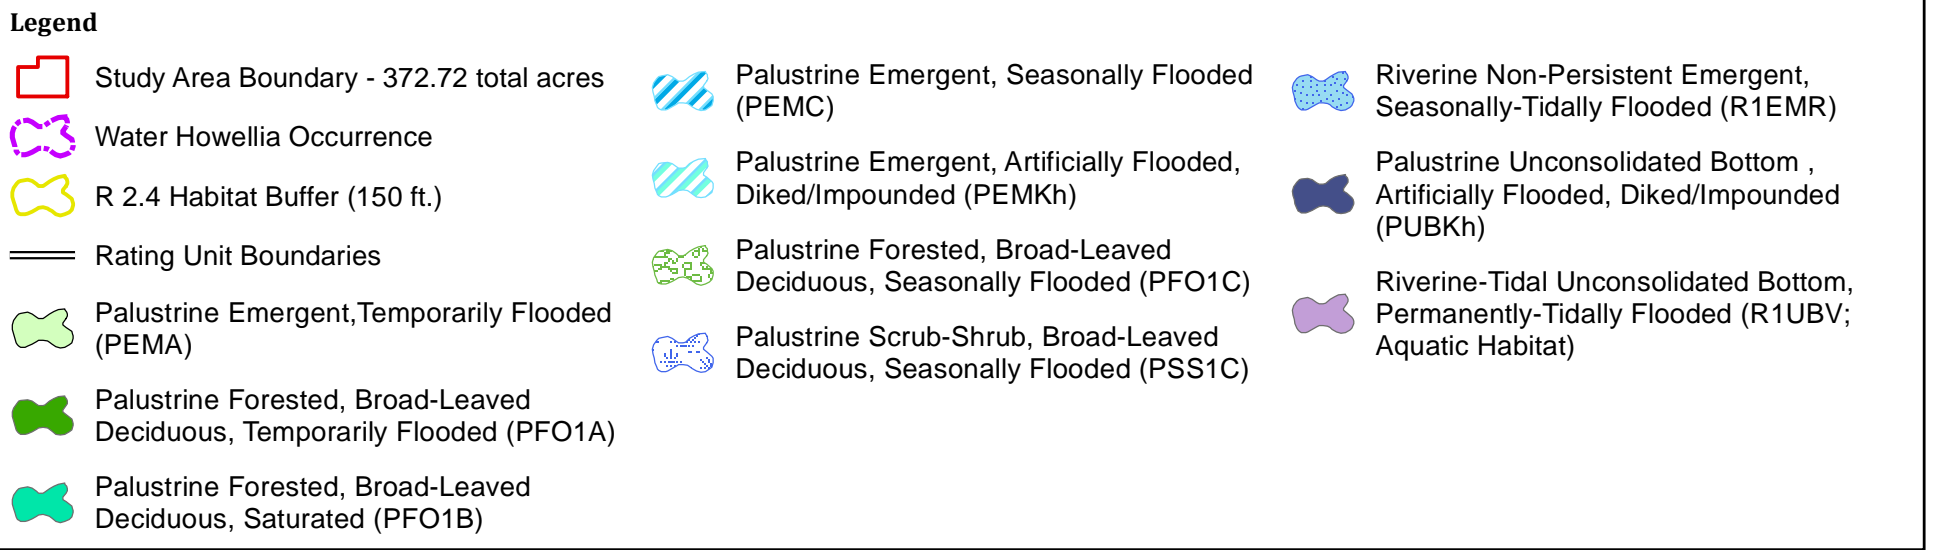 Legend
Study Area Boundary - 372.72 total acres
Water Howellia Occurrence
R 2.4 Habitat Buffer (150 ft.)
Rating Unit Boundaries
Palustrine Emergent,Temporarily Flooded
(PEMA)
Palustrine Forested, Broad-Leaved
Deciduous, Temporarily Flooded (PFO1A)
Palustrine Forested, Broad-Leaved
Deciduous, Saturated (PFO1B)
Palustrine Emergent, Seasonally Flooded
(PEMC)
Palustrine Emergent, Artificially Flooded,
Diked/Impounded (PEMKh)
Palustrine Forested, Broad-Leaved
Deciduous, Seasonally Flooded (PFO1C)
Palustrine Scrub-Shrub, Broad-Leaved
Deciduous, Seasonally Flooded (PSS1C)
Riverine Non-Persistent Emergent,
Seasonally-Tidally Flooded (R1EMR)
Palustrine Unconsolidated Bottom ,
Artificially Flooded, Diked/Impounded
(PUBKh)
Riverine-Tidal Unconsolidated Bottom,
Permanently-Tidally Flooded (R1UBV;
Aquatic Habitat)